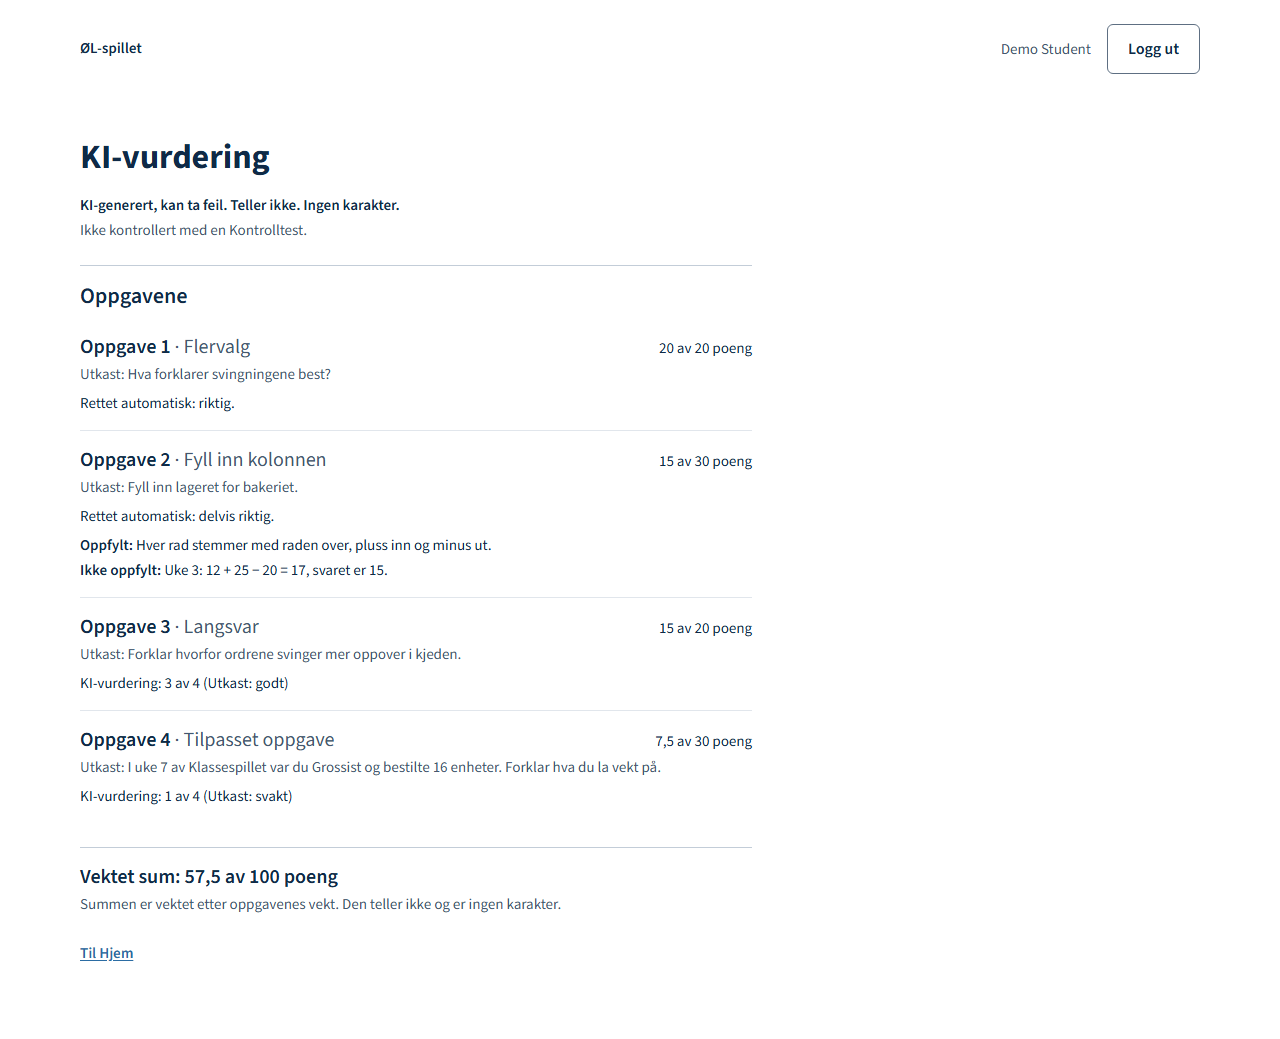 ØL-spillet
Demo Student
Logg ut
KI-vurdering
KI-generert, kan ta feil. Teller ikke. Ingen karakter.
Ikke kontrollert med en Kontrolltest.
Oppgavene
Oppgave 1 · Flervalg
20 av 20 poeng
Utkast: Hva forklarer svingningene best?
Rettet automatisk: riktig.
Oppgave 2 · Fyll inn kolonnen
15 av 30 poeng
Utkast: Fyll inn lageret for bakeriet.
Rettet automatisk: delvis riktig.
Oppfylt: Hver rad stemmer med raden over, pluss inn og minus ut.
Ikke oppfylt: Uke 3: 12 + 25 − 20 = 17, svaret er 15.
Oppgave 3 · Langsvar
15 av 20 poeng
Utkast: Forklar hvorfor ordrene svinger mer oppover i kjeden.
KI-vurdering: 3 av 4 (Utkast: godt)
Oppgave 4 · Tilpasset oppgave
7,5 av 30 poeng
Utkast: I uke 7 av Klassespillet var du Grossist og bestilte 16 enheter. Forklar hva du la vekt på.
KI-vurdering: 1 av 4 (Utkast: svakt)
Vektet sum: 57,5 av 100 poeng
Summen er vektet etter oppgavenes vekt. Den teller ikke og er ingen karakter.
Til Hjem